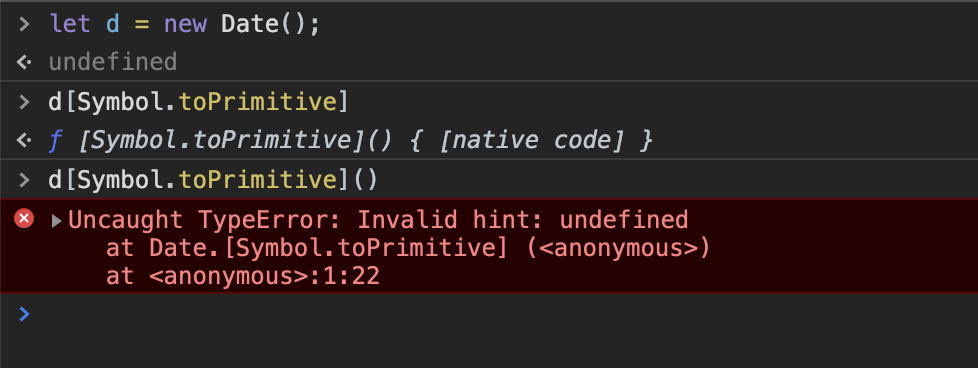 > let d = new Date();
<· undefined
> d[Symbol.toPrimitive]
<· ƒ [Symbol.toPrimitive]() { [native code] }
> d[Symbol.toPrimitive]()
▶Uncaught TypeError: Invalid hint: undefined
at Date.[Symbol.toPrimitive] (<anonymous>)
at <anonymous>:1:22
>